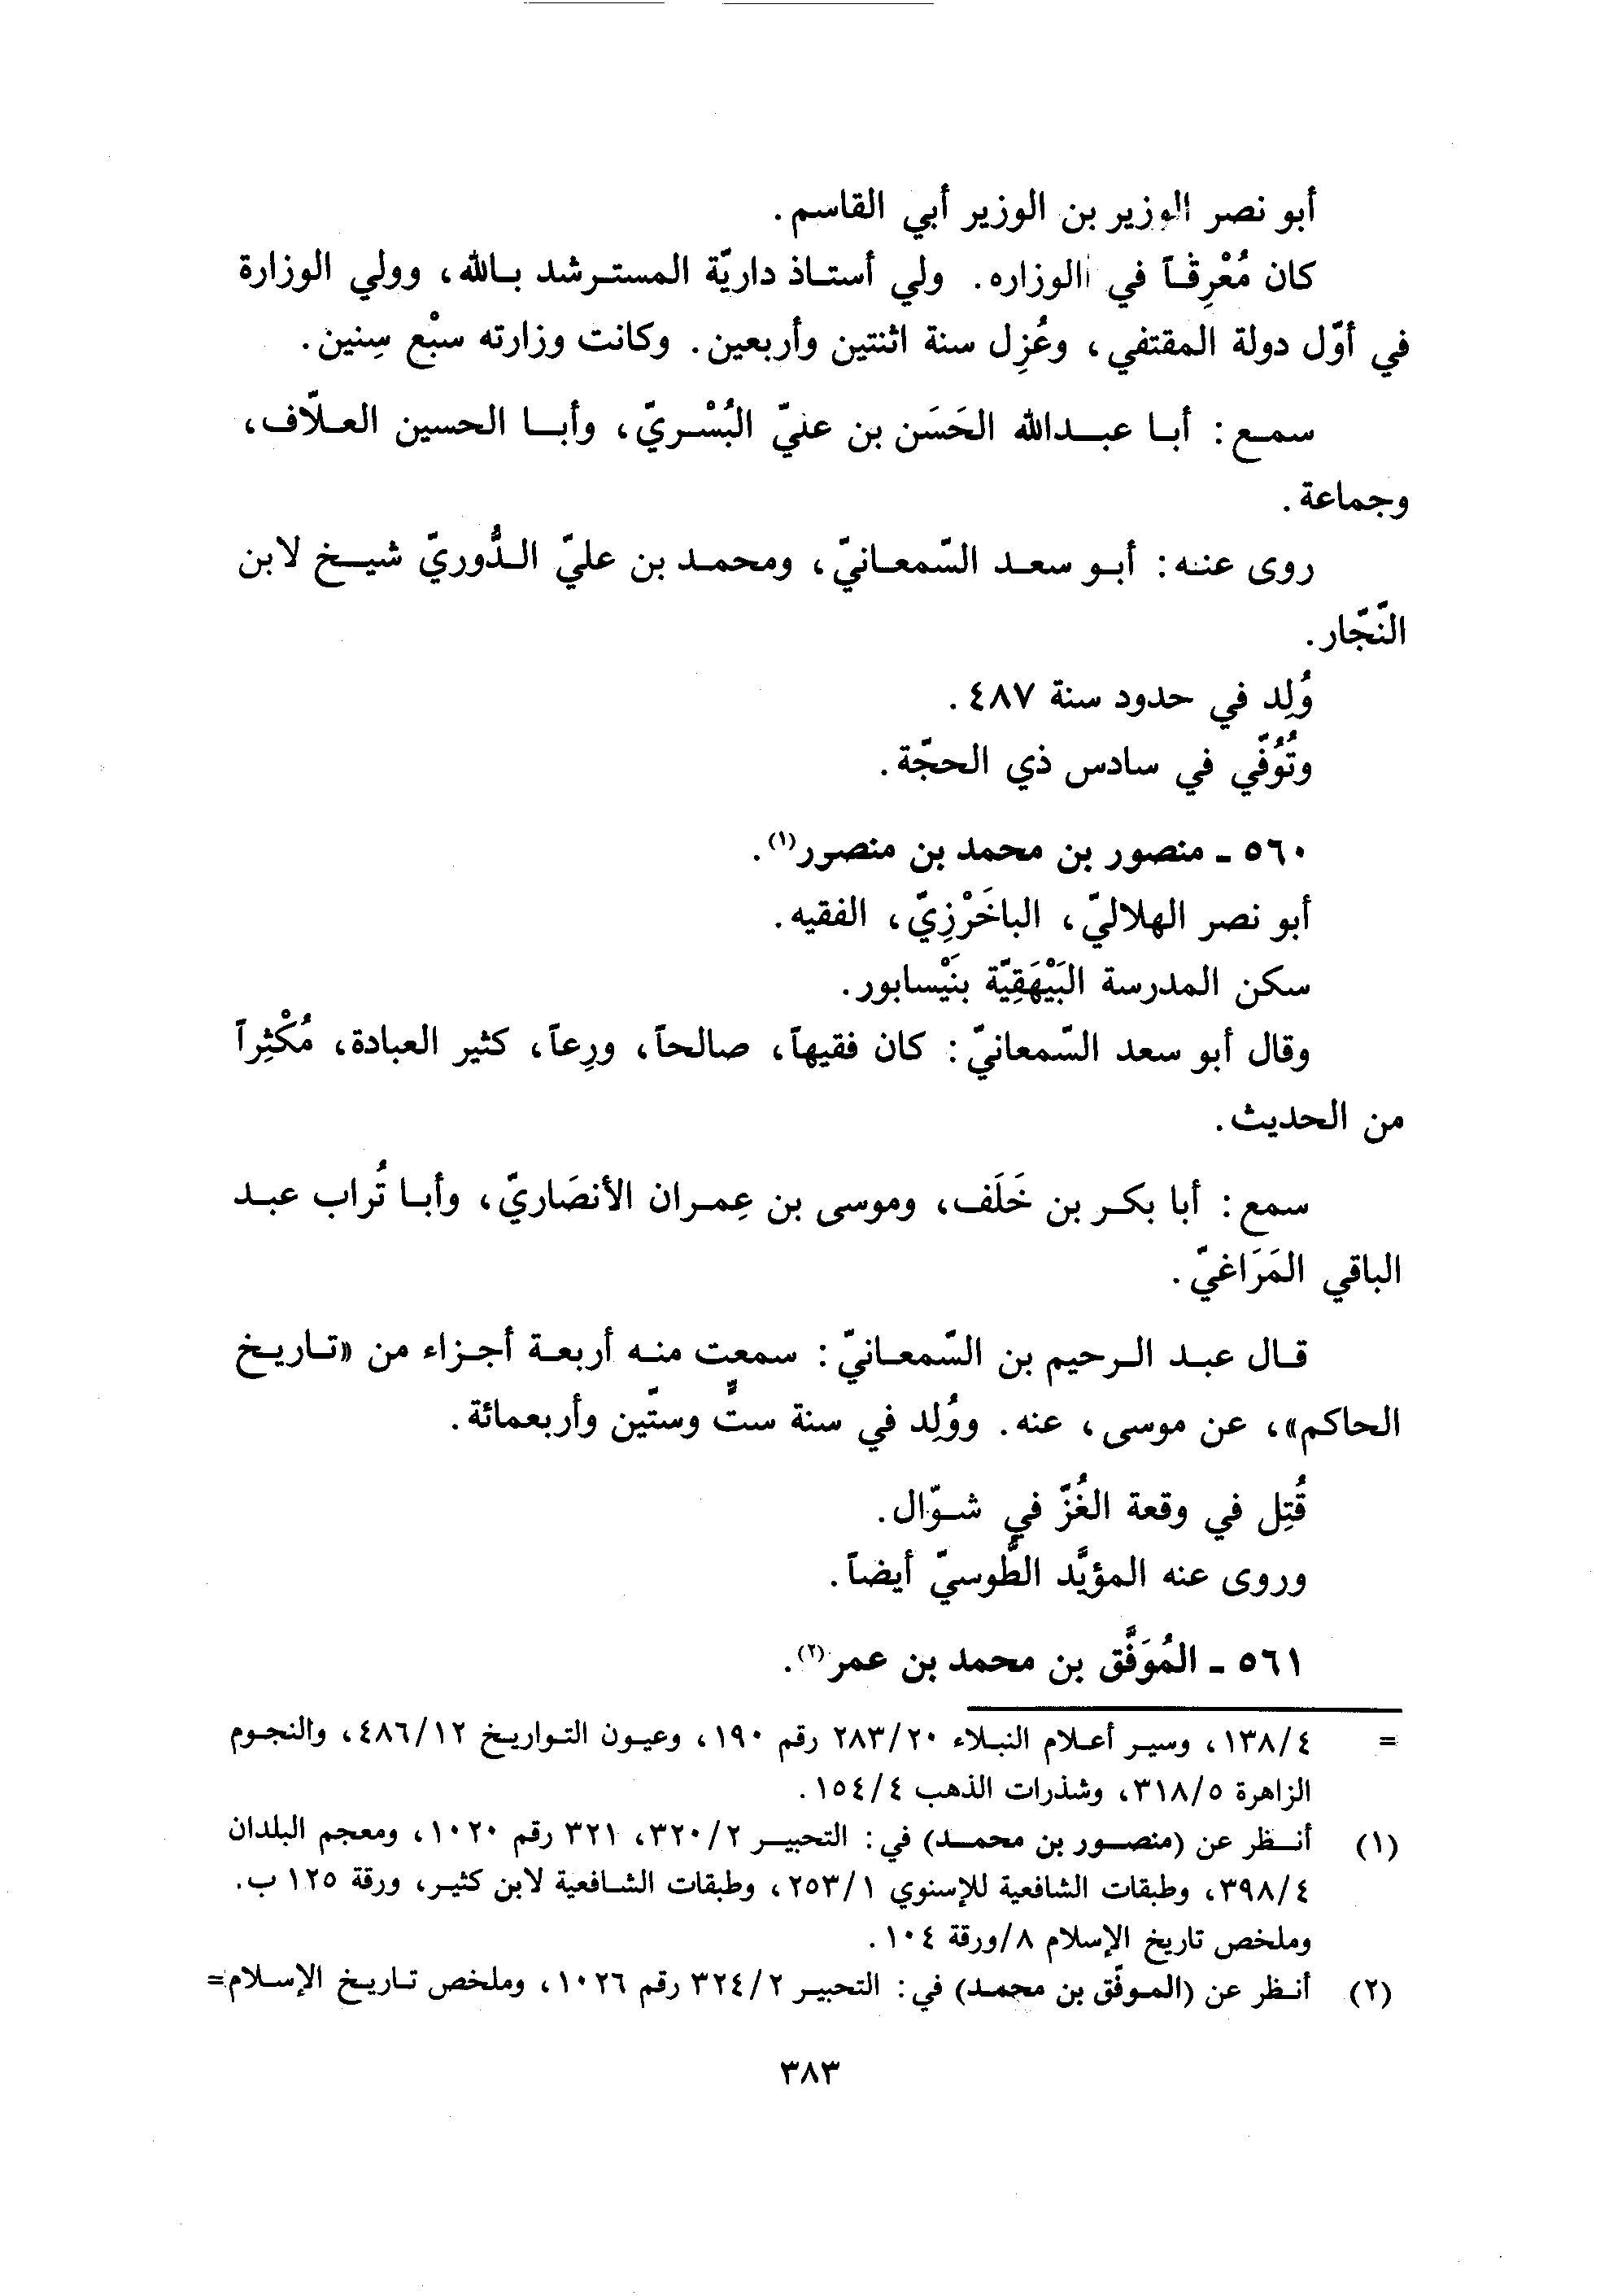 أبو نصر الوزير بن الوزير أبي القاسم.
كان مُعْرِقاً في الوزاره. ولي أستاذ داريّة المسترشد بالله، وولي الوزارة
في أوّل دولة المقتفي، وعُزِل سنة اثنتين وأربعين. وكانت وزارته سبْع سِنين.
سمع: أبا عبدالله الحَسَن بن عليّ البُسْريّ، وأبا الحسين العلّاف،
وجماعة.
روى عنه: أبو سعد السّمعانيّ، ومحمد بن عليّ الدُّوريّ شيخ لابن
النّجّار.
وُلِد في حدود سنة ٤٨٧.
وتُوُفّي في سادس ذي الحجّة.
٥٦٠ - منصور بن محمد بن منصور(١).
أبو نصر الهلاليّ، الباخَرْزِيّ، الفقيه.
سكن المدرسة البَيْهَقِيّة بنَيْسابور.
وقال أبو سعد السّمعانيّ: كان فقيهاً، صالحاً، ورِعاً، كثير العبادة، مُكْثِراً
من الحديث.
سمع: أبا بكر بن خَلَف، وموسى بن عِمران الأنصَاريّ، وأبا تُراب عبد
الباقي المَرَاغيّ.
قال عبد الرحيم بن السّمعانيّ: سمعت منه أربعة أجزاء من «تاريخ
الحاكم»، عن موسى، عنه. ووُلِد في سنة ستٍّ وستّين وأربعمائة.
قُتِل في وقعة الغُزّ في شوّال.
وروى عنه المؤيَّد الطُّوسيّ أيضاً.
٥٦١ - المُوَفَّق بن محمد بن عمر(٢).
= ١٣٨/٤، وسير أعلام النبلاء ٢٨٣/٢٠ رقم ١٩٠، وعيون التواريخ ٤٨٦/١٢، والنجوم
الزاهرة ٣١٨/٥، وشذرات الذهب ١٥٤/٤.
(١) أنظر عن (منصور بن محمد) في: التحبير ٣٢٠/٢، ٣٢١ رقم ١٠٢٠، ومعجم البلدان
٣٩٨/٤، وطبقات الشافعية للإسنوي ٢٥٣/١، وطبقات الشافعية لابن كثير، ورقة ١٢٥ ب.
وملخص تاريخ الإسلام ٨/ورقة ١٠٤.
(٢) أنظر عن (الموفّق بن محمد) في: التحبير ٣٢٤/٢ رقم ١٠٢٦، وملخص تاريخ الإسلام=
٣٨٣